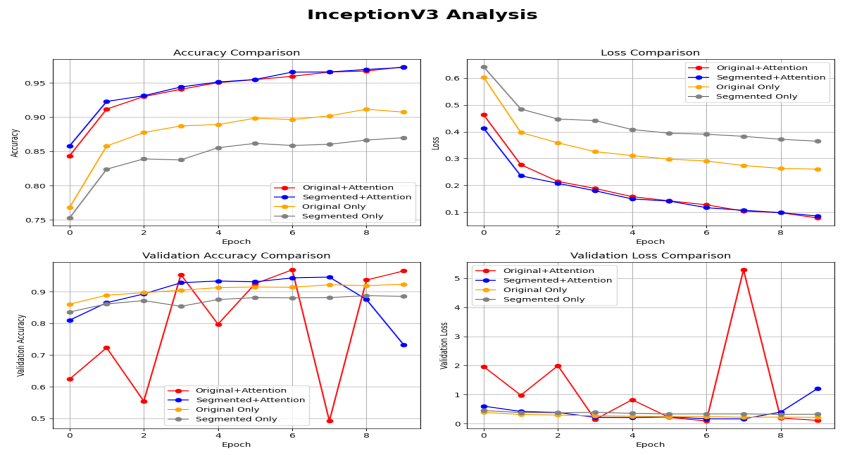 InceptionV3 Analysis
Accuracy Comparison
Accuracy
0.95
0.90
0.85
0.80
0.75
0 2 4 6 8
Epoch
Original+Attention
Segmented+Attention
Original Only
Segmented Only
Loss Comparison
Loss
0.6
0.5
0.4
0.3
0.2
0.1
0 2 4 6 8
Epoch
Original+Attention
Segmented+Attention
Original Only
Segmented Only
Validation Accuracy Comparison
Validation Accuracy
0.9
0.8
0.7
0.6
0.5
0 2 4 6 8
Epoch
Original+Attention
Segmented+Attention
Original Only
Segmented Only
Validation Loss Comparison
Validation Loss
5
4
3
2
1
0
0 2 4 6 8
Epoch
Original+Attention
Segmented+Attention
Original Only
Segmented Only